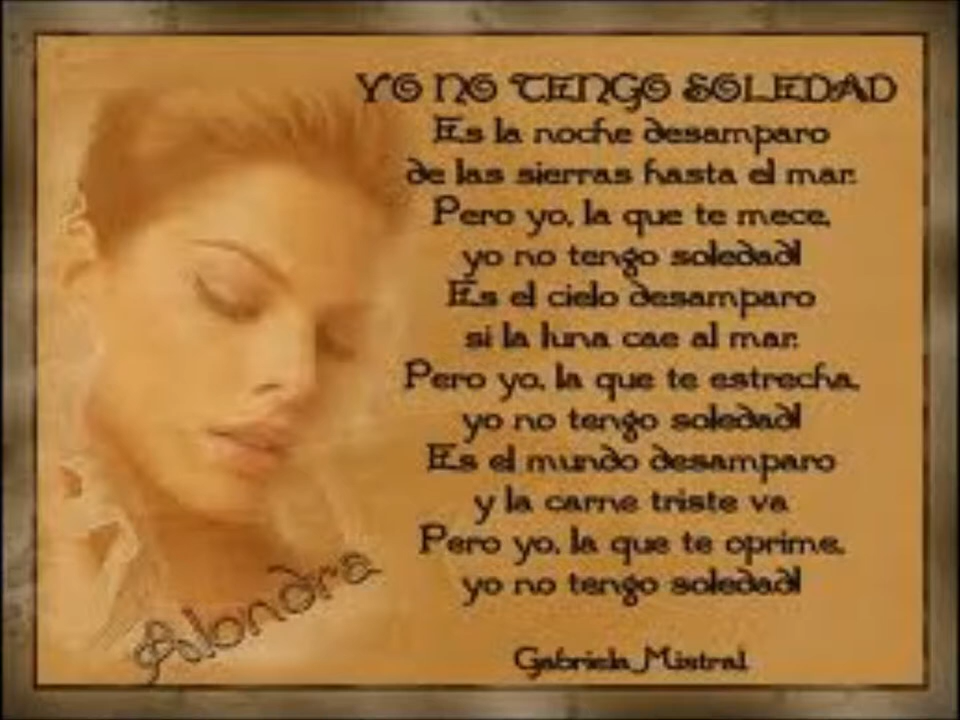 YO NO TENGO SOLEDAD
Es la noche desamparo
de las sierras hasta el mar.
Pero yo, la que te mece,
yo no tengo soledad!
Es el cielo desamparo
si la luna cae al mar.
Pero yo, la que te estrecha,
yo no tengo soledad!
Es el mundo desamparo
y la carne triste va
Pero yo, la que te oprime,
yo no tengo soledad!
Gabriela Mistral
Alondra